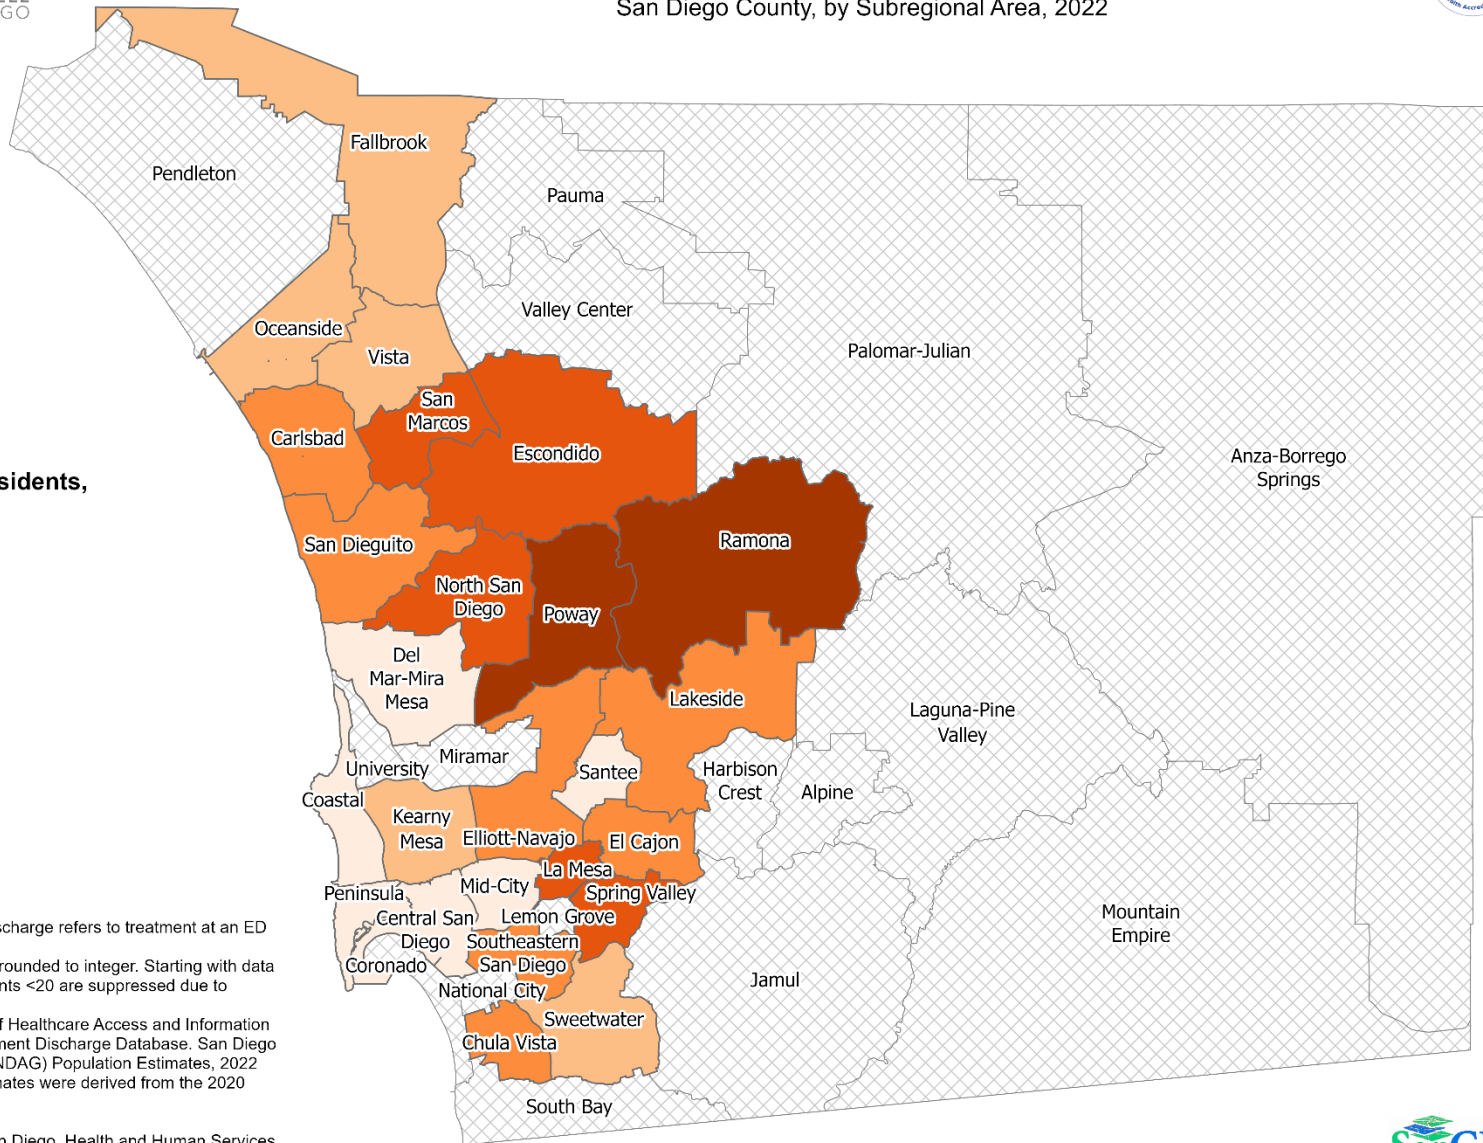 GO
San Diego County, by Subregional Area, 2022
Fallbrook
Pendleton
Pauma
Valley Center
Oceanside
Vista
Palomar-Julian
San
Marcos
Carlsbad
Escondido
Anza-Borrego
Springs
sidents,
Ramona
San Dieguito
North San
Diego
Poway
Del
Mar-Mira
Mesa
Lakeside
Laguna-Pine
Valley
Miramar
University
Santee
Harbison
Crest
Alpine
Coastal
Kearny
Mesa
Elliott-Navajo
El Cajon
La Mesa
Mid-City
Spring Valley
Peninsula
Central San
Diego
Lemon Grove
Mountain
Empire
Southeastern
San Diego
Coronado
Jamul
National City
Sweetwater
Chula Vista
South Bay
scharge refers to treatment at an ED
rounded to integer. Starting with data
nts <20 are suppressed due to
f Healthcare Access and Information
ment Discharge Database. San Diego
NDAG) Population Estimates, 2022
mates were derived from the 2020
n Diego, Health and Human Services